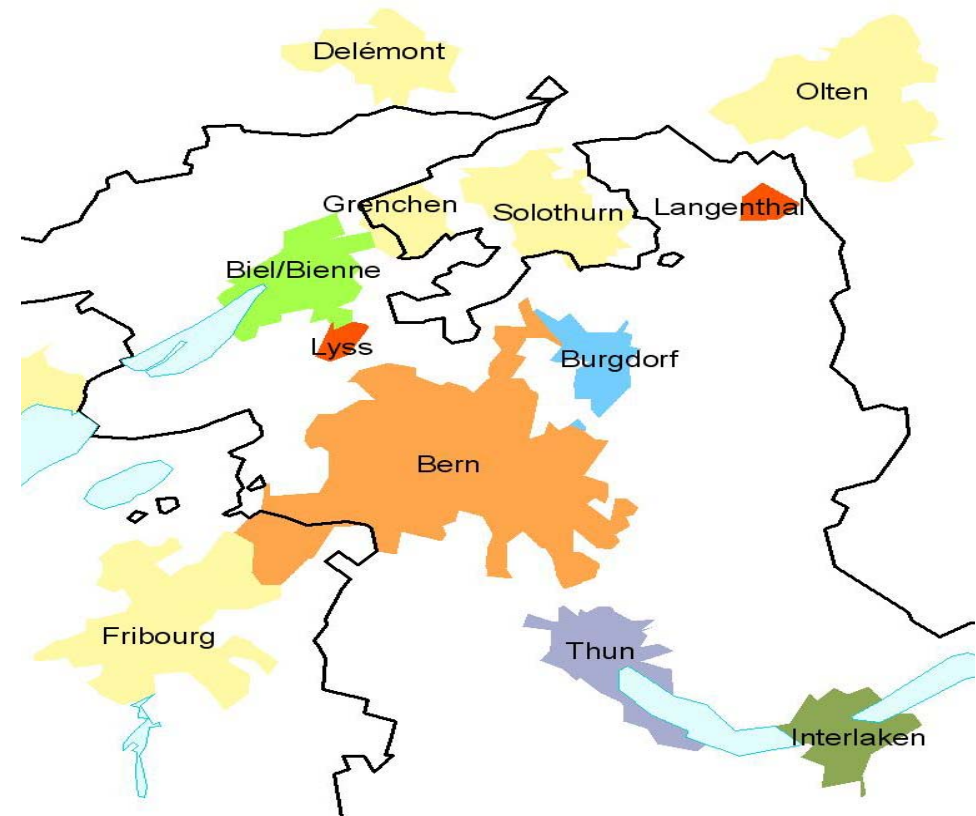 Delémont
Olten
Grenchen
Solothurn
Langenthal
Biel/Bienne
Lyss
Burgdorf
Bern
Fribourg
Thun
Interlaken